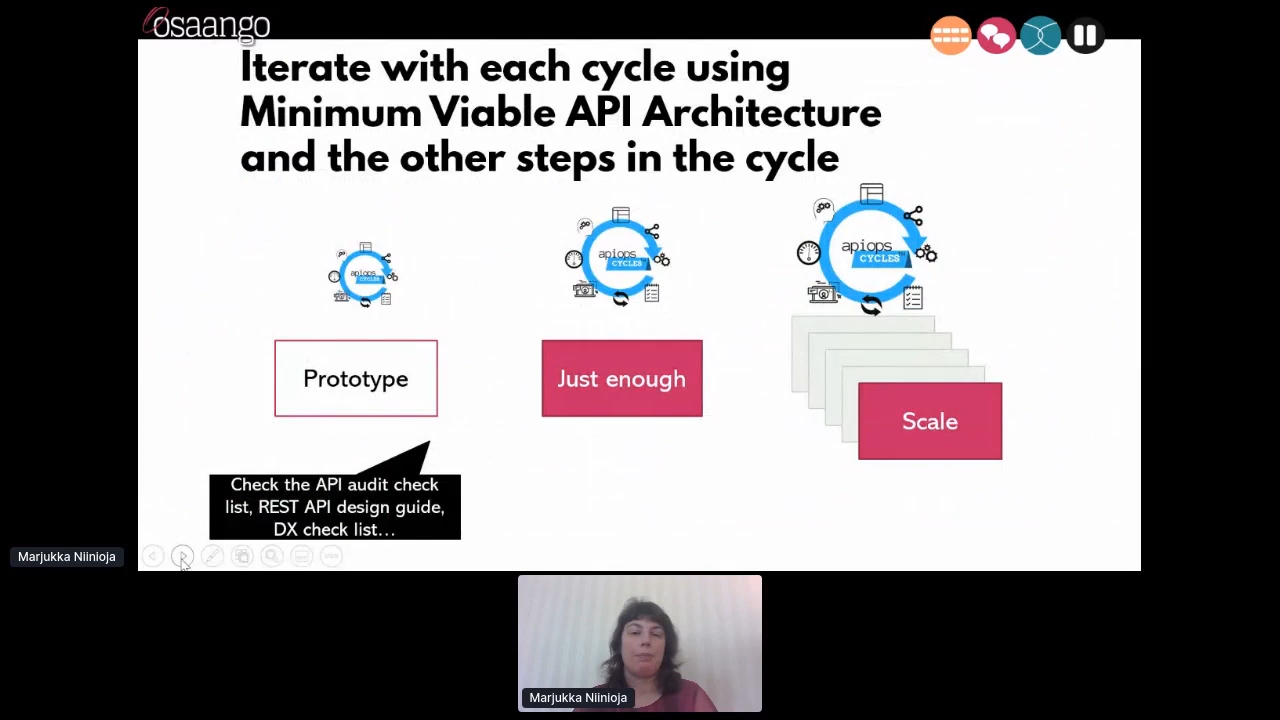 osaango
Iterate with each cycle using
Minimum Viable API Architecture
and the other steps in the cycle
apiops
CYCLES
apiops
CYCLES
apiops
CYCLES
Prototype
Just enough
Scale
Check the API audit check
list, REST API design guide,
DX check list...
Marjukka Niinioja
Marjukka Niinioja